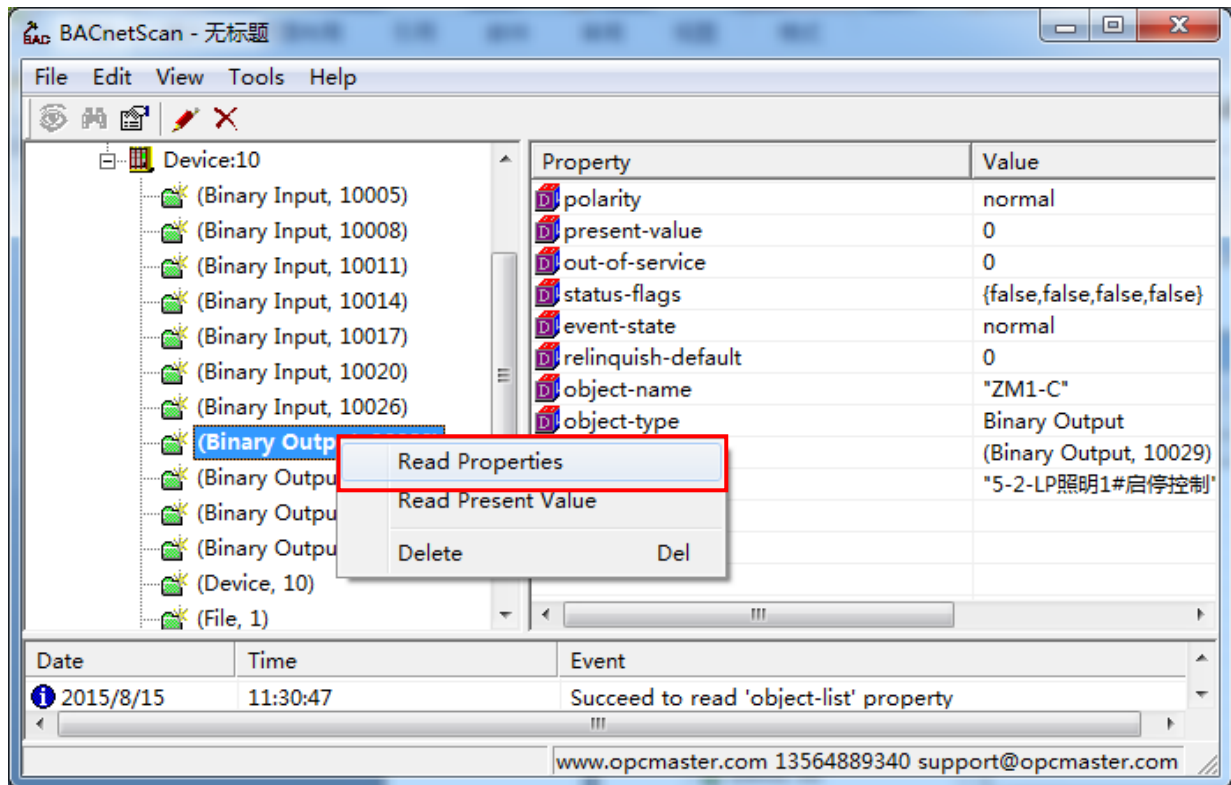 BAC BACnetScan - 无标题
File Edit View Tools Help
Device:10
(Binary Input, 10005)
(Binary Input, 10008)
(Binary Input, 10011)
(Binary Input, 10014)
(Binary Input, 10017)
(Binary Input, 10020)
(Binary Input, 10026)
(Binary Outp
(Binary Outpu
(Binary Outpu
(Binary Outpu
(Device, 10)
(File, 1)
Read Properties
Read Present Value
Delete Del
Property Value
polarity normal
present-value 0
out-of-service 0
status-flags {false,false,false,false}
event-state normal
relinquish-default 0
object-name "ZM1-C"
object-type Binary Output
(Binary Output, 10029)
"5-2-LP照明1#启停控制"
Date Time Event
2015/8/15 11:30:47 Succeed to read 'object-list' property
www.opcmaster.com 13564889340 support@opcmaster.com